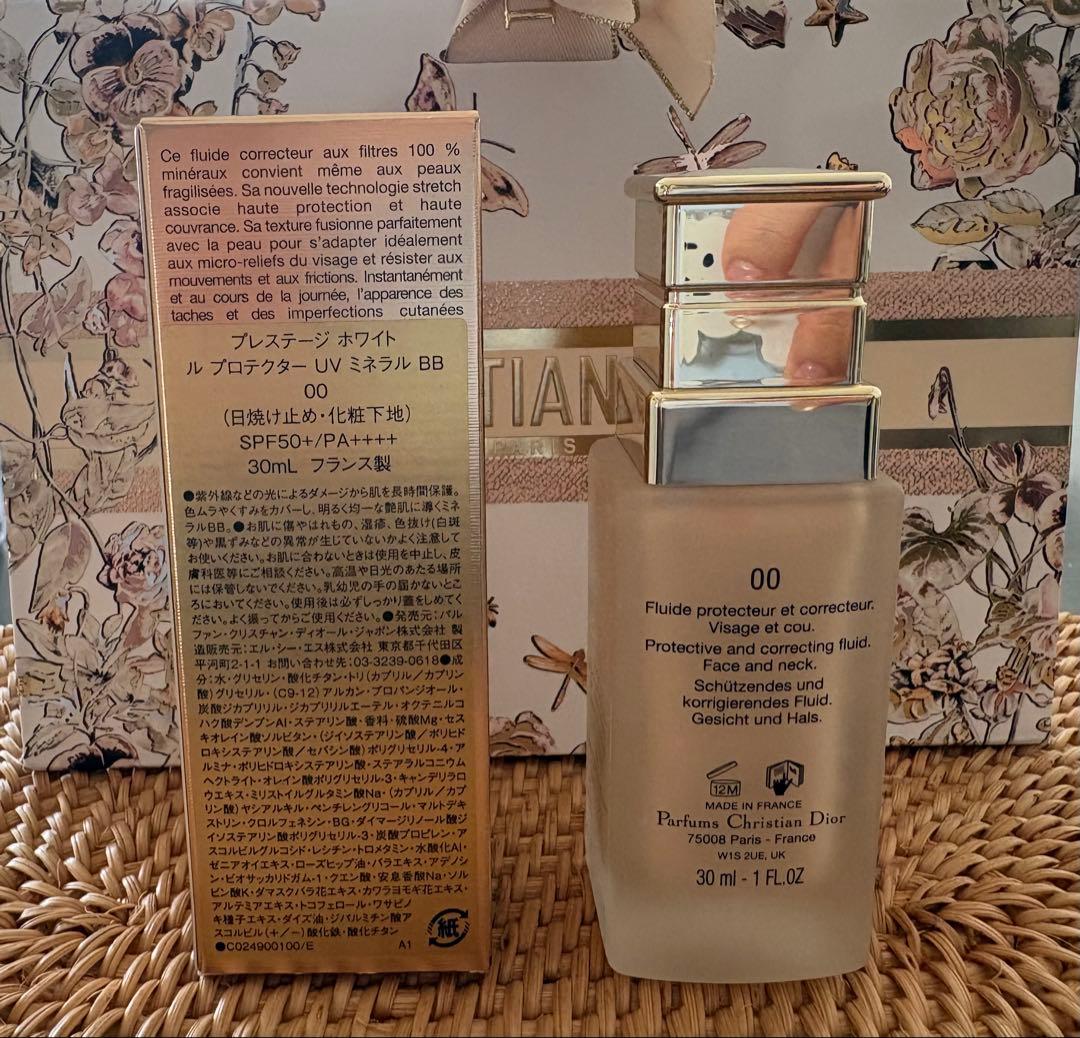 Ce fluide correcteur aux filtres 100 %
minéraux convient même aux peaux
fragilisées. Sa nouvelle technologie stretch
associe haute protection et haute
couvrance. Sa texture fusionne parfaitement
avec la peau pour s'adapter idéalement
aux micro-reliefs du visage et résister aux
mouvements et aux frictions. Instantanément
et au cours de la journée, l'apparence des
taches et des imperfections cutanées
プレステージ ホワイト
ル プロテクター UV ミネラル BB
00
(日焼け止め・化粧下地)
SPF50+/PA++++
30mL フランス製
●紫外線などの光によるダメージから肌を長時間保護。
色ムラやくすみをカバーし、明るく均一な艶肌に導くミネ
ラルBB。●お肌に傷やはれもの、湿疹、色抜け(白斑
等)や黒ずみなどの異常が生じていないかよく注意して
お使いください。お肌に合わないときは使用を中止し、皮
膚科医等にご相談ください。高温や日光のあたる場所
には保管しないでください。乳幼児の手の届かないとこ
ろにおいてください。使用後は必ずしっかり蓋をしめてく
ださい。よく振ってからご使用ください。●発売元:パル
ファン・クリスチャン・ディオール・ジャポン株式会社 製
造販売元:エル・シー・エス株式会社 東京都千代田区
平河町2-1-1 お問い合わせ先:03-3239-0618●成
分:水・グリセリン・酸化チタン・トリ(カプリル/カプリン
酸)グリセリル・(C9-12)アルカン・プロパンジオール・
炭酸ジカプリリル・ジカプリリルエーテル・オクテニルコ
ハク酸デンプンAl・ステアリン酸・香料・硫酸Mg・セス
キオレイン酸ソルビタン・(ジイソステアリン酸/ポリヒド
ロキシステアリン酸/セバシン酸)ポリグリセリル-4・ア
ルミナ・ポリヒドロキシステアリン酸・ステアラルコニウム
ヘクトライト・オレイン酸ポリグリセリル-3・キャンデリラロ
ウエキス・ミリストイルグルタミン酸Na・(カプリル/カプ
リン酸)ヤシアルキル・ペンチレングリコール・マルトデキ
ストリン・クロルフェネシン・BG・ダイマージリノール酸ジ
イソステアリン酸ポリグリセリル-3・炭酸プロピレン・ア
スコルビルグルコシド・レシチン・トロメタミン・水酸化Al・
ゼニアオイエキス・ローズヒップ油・バラエキス・アデノシ
ン・ビオサッカリドガム-1・クエン酸・安息香酸Na・ソル
ビン酸K・ダマスクバラ花エキス・カワラヨモギ花エキス・
アルテミアエキス・トコフェロール・ワサビノ
キ種子エキス・ダイズ油・ジパルミチン酸ア
スコルビル(+/−)酸化鉄・酸化チタン
●C024900100/E A1
紙
TIAN
PARIS
00
Fluide protecteur et correcteur.
Visage et cou.
Protective and correcting fluid.
Face and neck.
Schützendes und
korrigierendes Fluid.
Gesicht und Hals.
12M
MADE IN FRANCE
Parfums Christian Dior
75008 Paris - France
W1S 2UE, UK
30 ml - 1 FL.OZ